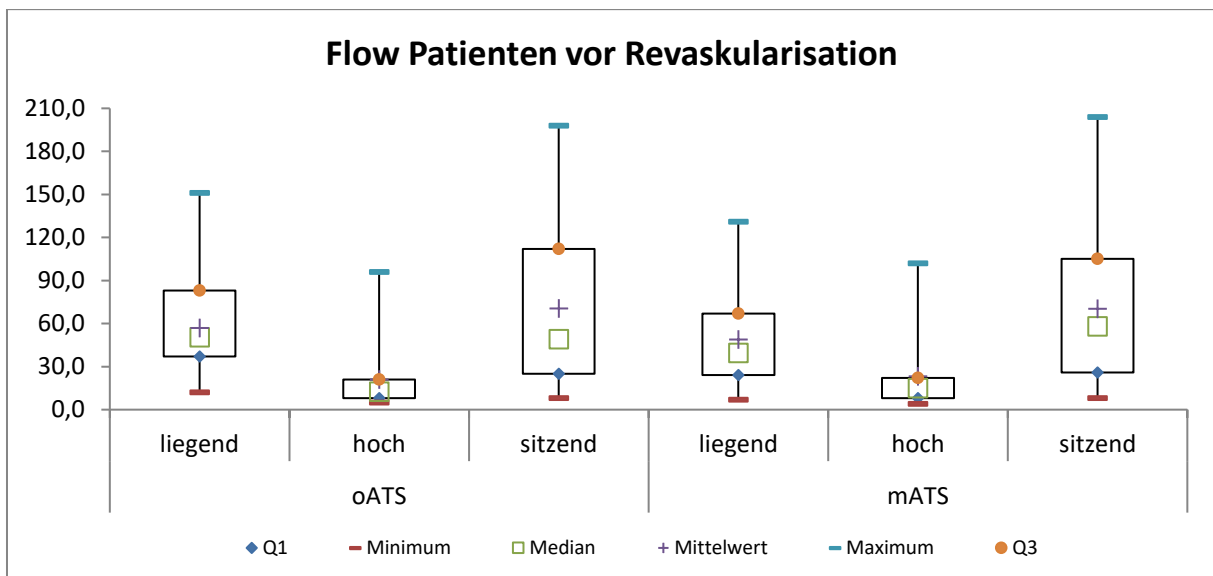 Flow Patienten vor Revaskularisation
210,0
180,0
150,0
120,0
90,0
60,0
30,0
0,0
liegend hoch sitzend liegend hoch sitzend
oATS mATS
Q1 Minimum Median Mittelwert Maximum Q3